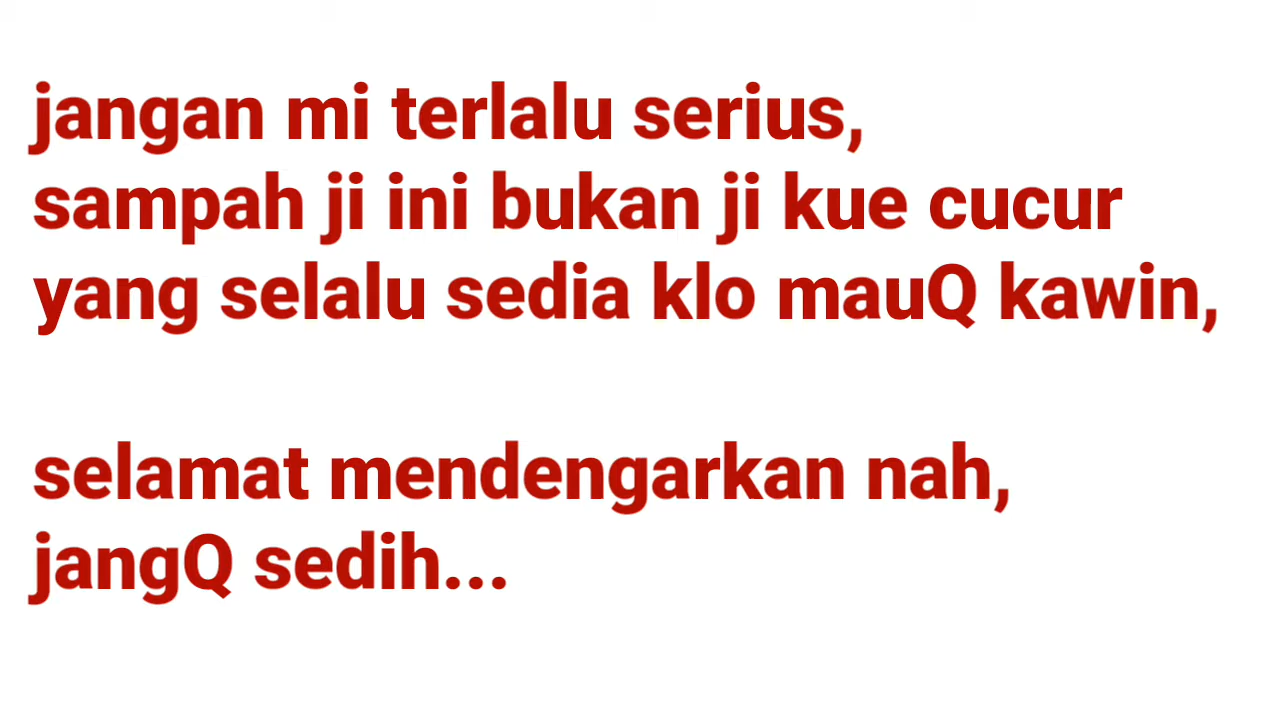 jangan mi terlalu serius,
sampah ji ini bukan ji kue cucur
yang selalu sedia klo mauQ kawin,
selamat mendengarkan nah,
jangQ sedih...